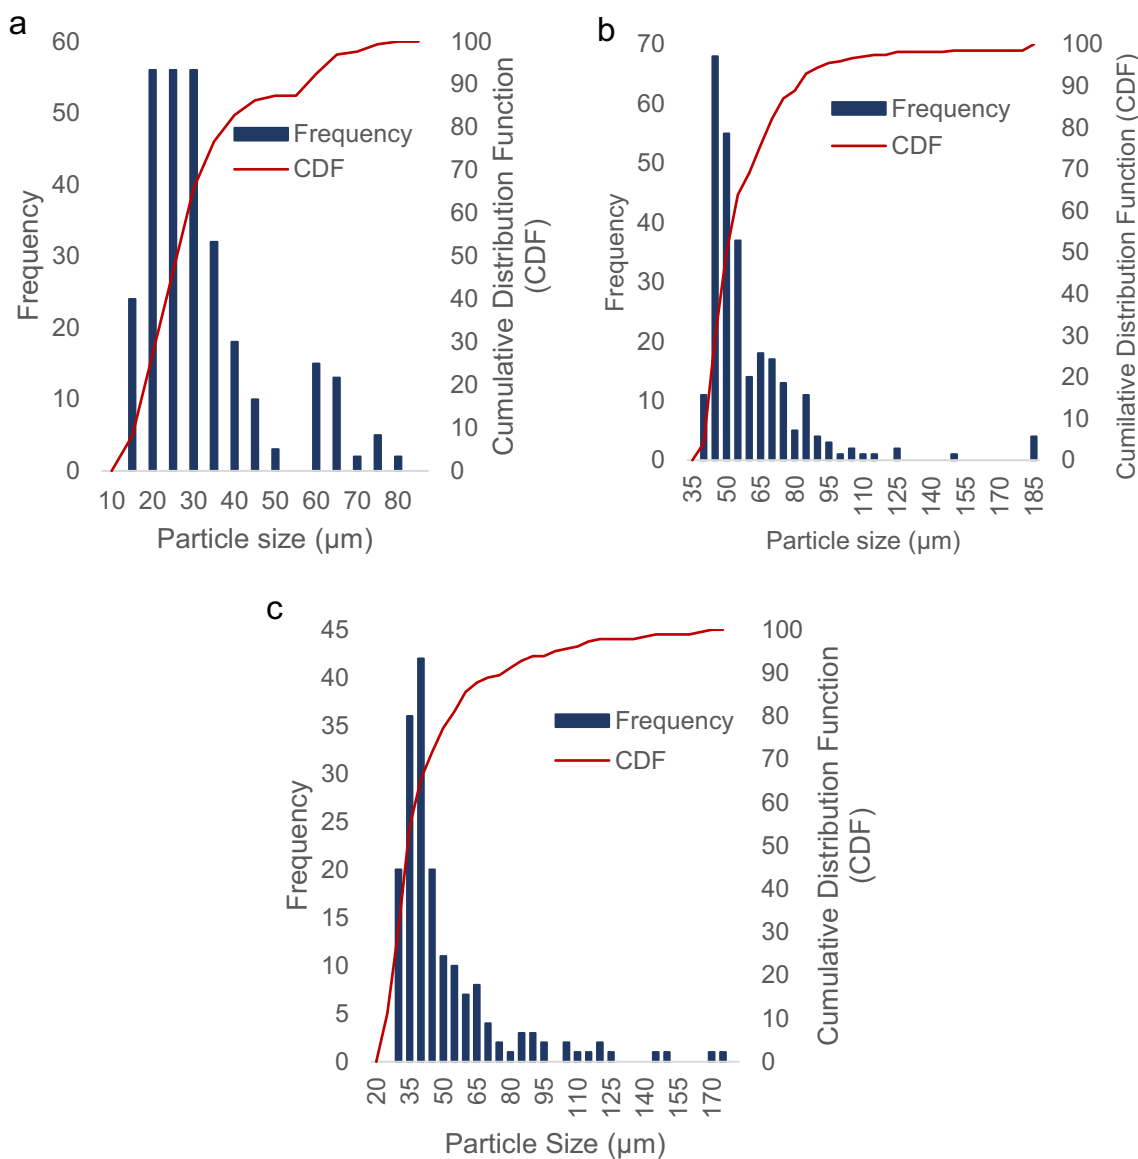 a
60
50
40
30
20
10
0
Frequency
100
90
80
70
60
50
40
30
20
10
0
Cumulative Distribution Function
(CDF)
Frequency
CDF
10 20 30 40 50 60 70 80
Particle size (µm)
b
70
60
50
40
30
20
10
0
Frequency
100
90
80
70
60
50
40
30
20
10
0
Cumilative Distribution Function (CDF)
Frequency
CDF
35 50 65 80 95 110 125 140 155 170 185
Particle size (µm)
c
45
40
35
30
25
20
15
10
5
0
Frequency
100
90
80
70
60
50
40
30
20
10
0
Cumulative Distribution Function
(CDF)
Frequency
CDF
20 35 50 65 80 95 110 125 140 155 170
Particle Size (µm)